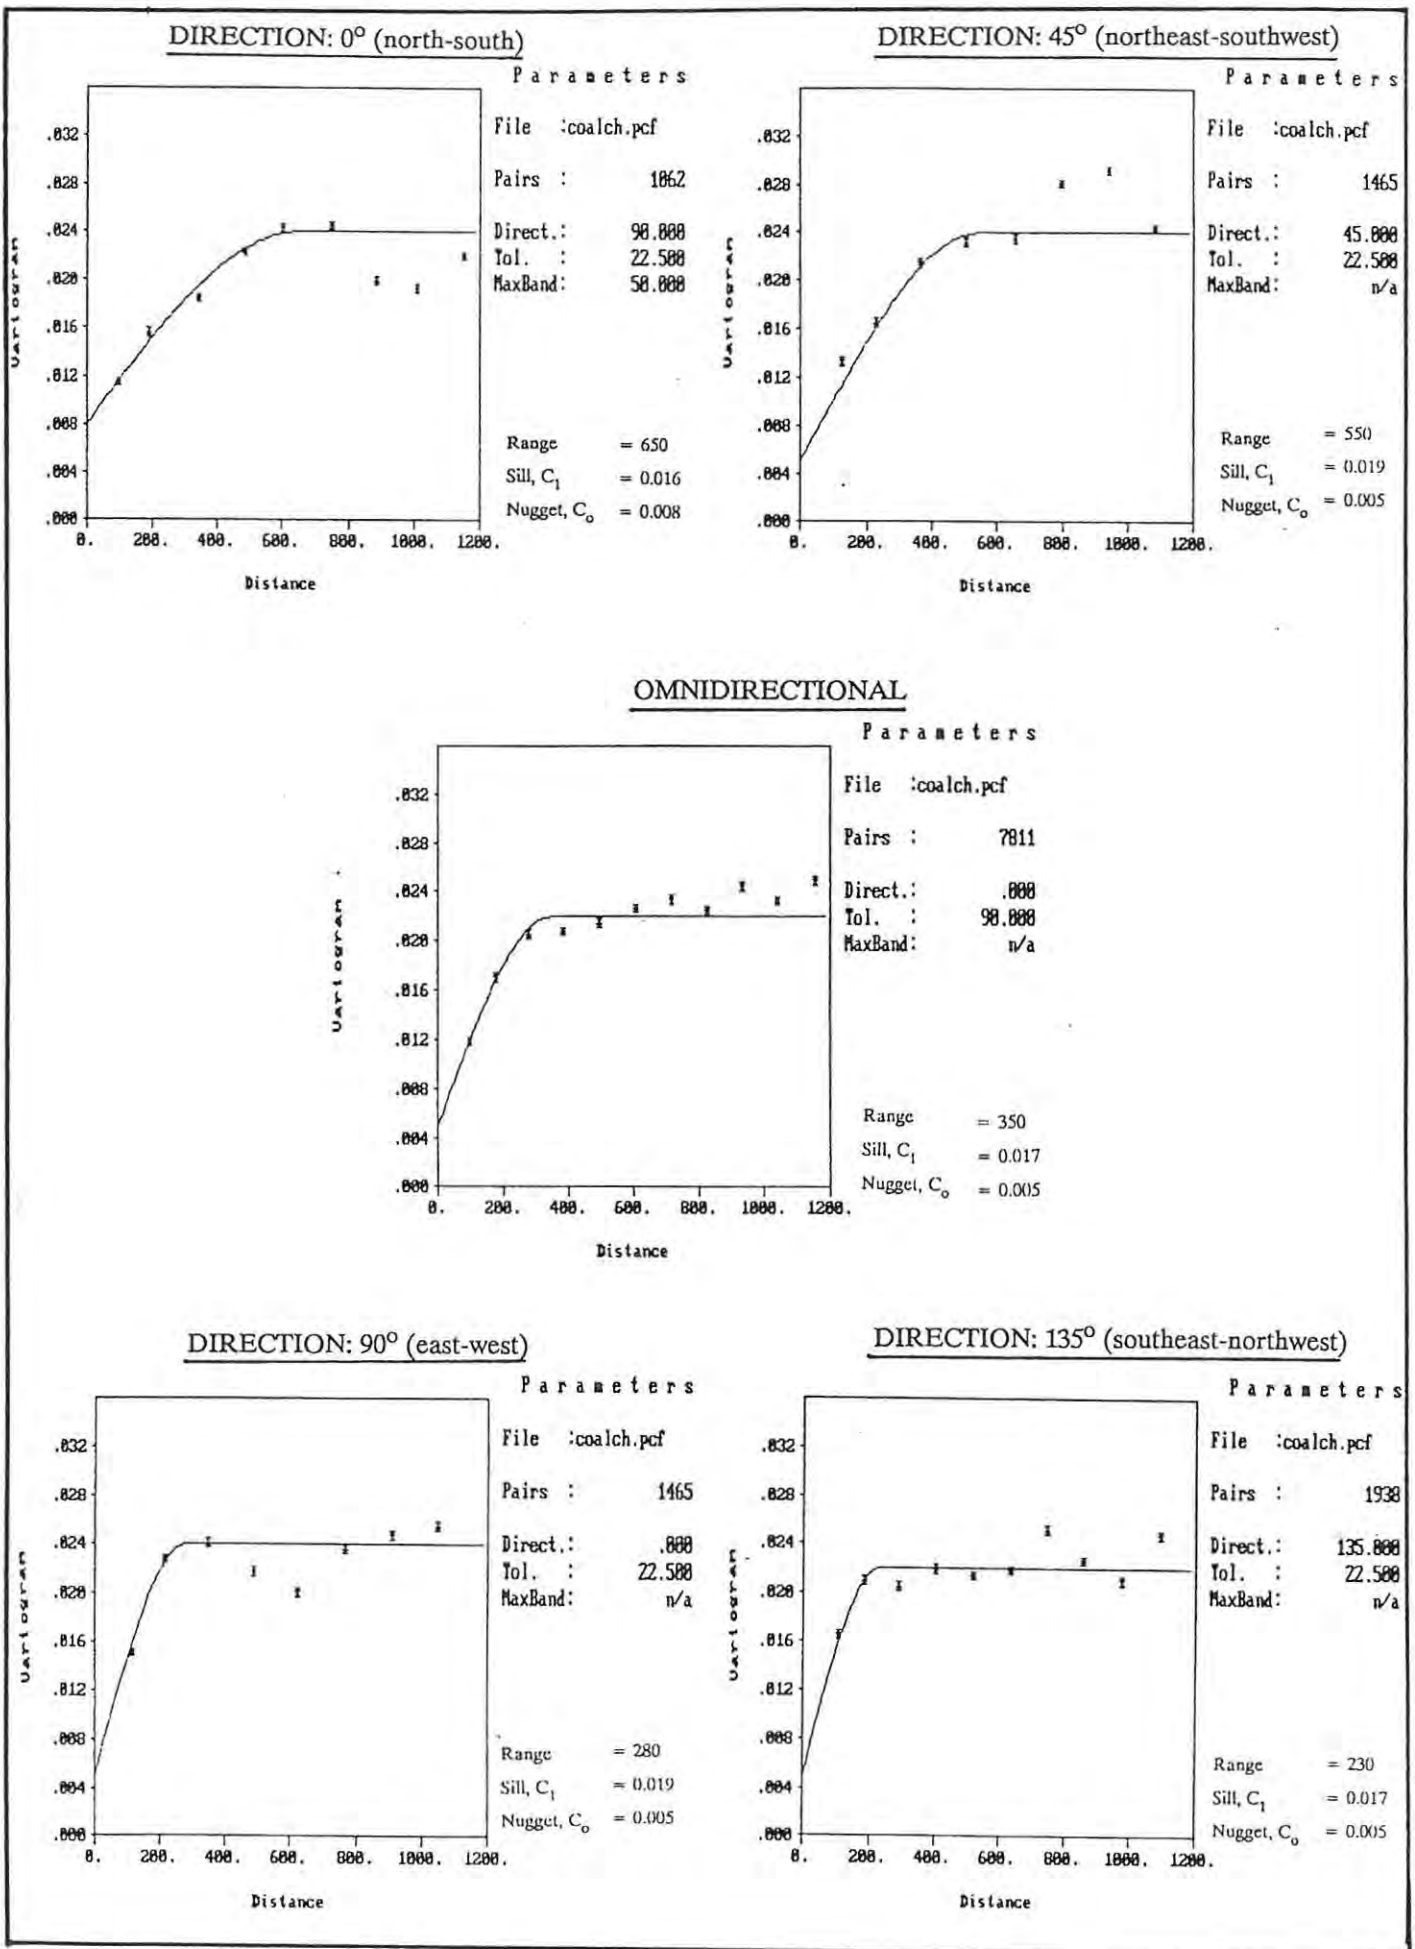 DIRECTION: 0° (north-south)
Parameters
File :coalch.pcf
Pairs : 1062
Direct.: 90.000
Tol. : 22.500
MaxBand: 50.000
Variogram
.032
.028
.024
.020
.016
.012
.008
.004
.000
0. 200. 400. 600. 800. 1000. 1200.
Distance
Range = 650
Sill, C₁ = 0.016
Nugget, Cₒ = 0.008
DIRECTION: 45° (northeast-southwest)
Parameters
File :coalch.pcf
Pairs : 1465
Direct.: 45.000
Tol. : 22.500
MaxBand: n/a
Variogram
.032
.028
.024
.020
.016
.012
.008
.004
.000
0. 200. 400. 600. 800. 1000. 1200.
Distance
Range = 550
Sill, C₁ = 0.019
Nugget, Cₒ = 0.005
OMNIDIRECTIONAL
Parameters
File :coalch.pcf
Pairs : 7811
Direct.: .000
Tol. : 90.000
MaxBand: n/a
Variogram
.032
.028
.024
.020
.016
.012
.008
.004
.000
0. 200. 400. 600. 800. 1000. 1200.
Distance
Range = 350
Sill, C₁ = 0.017
Nugget, Cₒ = 0.005
DIRECTION: 90° (east-west)
Parameters
File :coalch.pcf
Pairs : 1465
Direct.: .000
Tol. : 22.500
MaxBand: n/a
Variogram
.032
.028
.024
.020
.016
.012
.008
.004
.000
0. 200. 400. 600. 800. 1000. 1200.
Distance
Range = 280
Sill, C₁ = 0.019
Nugget, Cₒ = 0.005
DIRECTION: 135° (southeast-northwest)
Parameters
File :coalch.pcf
Pairs : 1938
Direct.: 135.000
Tol. : 22.500
MaxBand: n/a
Variogram
.032
.028
.024
.020
.016
.012
.008
.004
.000
0. 200. 400. 600. 800. 1000. 1200.
Distance
Range = 230
Sill, C₁ = 0.017
Nugget, Cₒ = 0.005